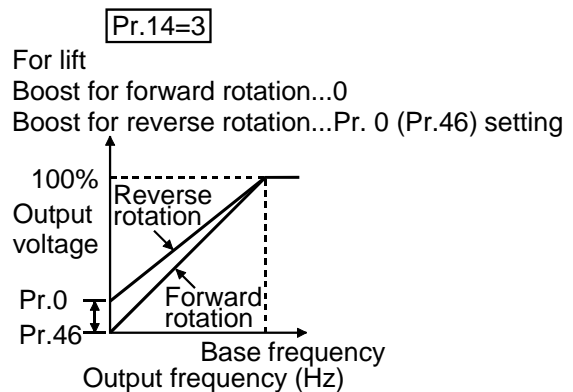 Pr.14=3
For lift
Boost for forward rotation...0
Boost for reverse rotation...Pr. 0 (Pr.46) setting
100%
Reverse
rotation
Output
voltage
Pr.0
Forward
rotation
Pr.46
Base frequency
Output frequency (Hz)